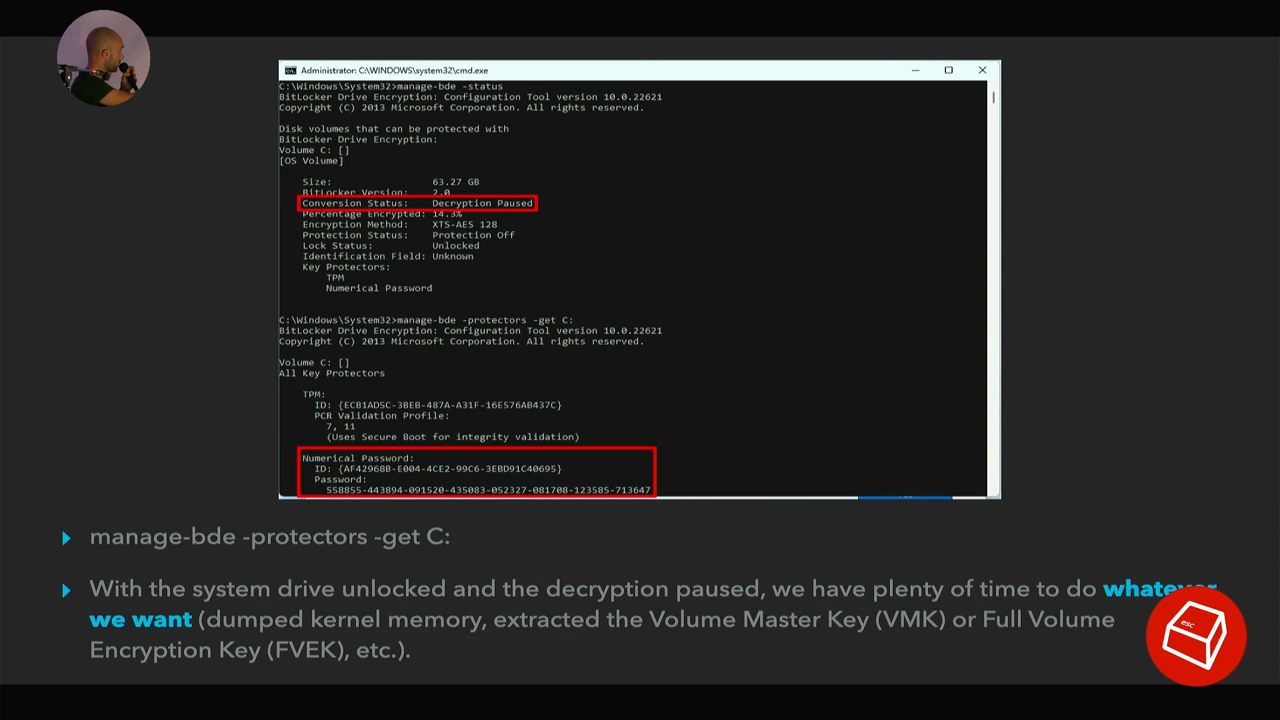 Administrator: C:\WINDOWS\system32\cmd.exe
C:\Windows\System32>manage-bde -status
BitLocker Drive Encryption: Configuration Tool version 10.0.22621
Copyright (C) 2013 Microsoft Corporation. All rights reserved.
Disk volumes that can be protected with
BitLocker Drive Encryption:
Volume C: []
[OS Volume]
Size: 63.27 GB
BitLocker Version: 2.0
Conversion Status: Decryption Paused
Percentage Encrypted: 14.3%
Encryption Method: XTS-AES 128
Protection Status: Protection Off
Lock Status: Unlocked
Identification Field: Unknown
Key Protectors:
TPM
Numerical Password
C:\Windows\System32>manage-bde -protectors -get C:
BitLocker Drive Encryption: Configuration Tool version 10.0.22621
Copyright (C) 2013 Microsoft Corporation. All rights reserved.
Volume C: []
All Key Protectors
TPM:
ID: {ECB1AD5C-3BEB-487A-A31F-16E576AB437C}
PCR Validation Profile:
7, 11
(Uses Secure Boot for integrity validation)
Numerical Password:
ID: {AF42968B-E004-4CE2-99C6-3EBD91C40695}
Password:
558855-443894-091520-435083-052327-081708-123585-713647
manage-bde -protectors -get C:
With the system drive unlocked and the decryption paused, we have plenty of time to do whatever
we want (dumped kernel memory, extracted the Volume Master Key (VMK) or Full Volume
Encryption Key (FVEK), etc.).
esc